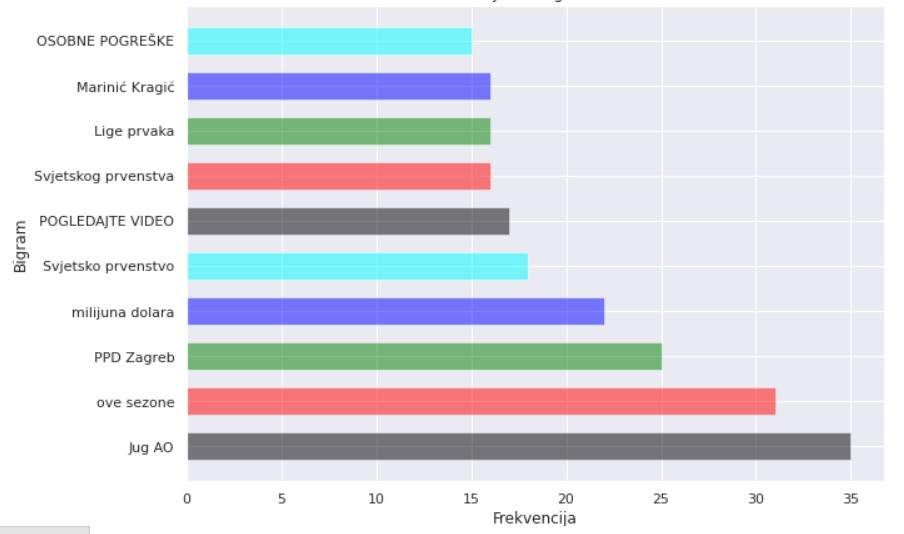 OSOBNE POGREŠKE
Marinić Kragić
Lige prvaka
Svjetskog prvenstva
POGLEDAJTE VIDEO
Svjetsko prvenstvo
milijuna dolara
PPD Zagreb
ove sezone
Jug AO
Bigram
0 5 10 15 20 25 30 35
Frekvencija